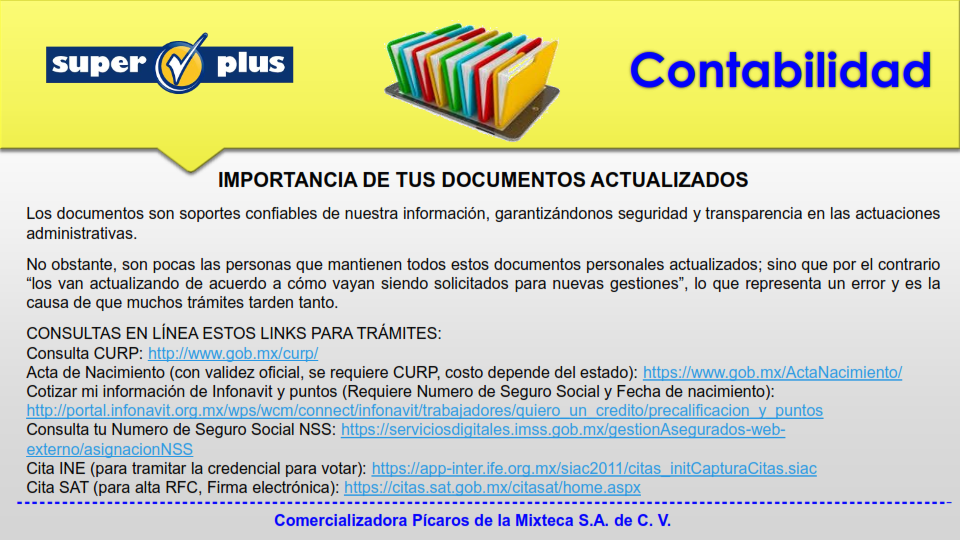 super plus
Contabilidad
IMPORTANCIA DE TUS DOCUMENTOS ACTUALIZADOS
Los documentos son soportes confiables de nuestra información, garantizándonos seguridad y transparencia en las actuaciones
administrativas.
No obstante, son pocas las personas que mantienen todos estos documentos personales actualizados; sino que por el contrario
“los van actualizando de acuerdo a cómo vayan siendo solicitados para nuevas gestiones”, lo que representa un error y es la
causa de que muchos trámites tarden tanto.
CONSULTAS EN LÍNEA ESTOS LINKS PARA TRÁMITES:
Consulta CURP: http://www.gob.mx/curp/
Acta de Nacimiento (con validez oficial, se requiere CURP, costo depende del estado): https://www.gob.mx/ActaNacimiento/
Cotizar mi información de Infonavit y puntos (Requiere Numero de Seguro Social y Fecha de nacimiento):
http://portal.infonavit.org.mx/wps/wcm/connect/infonavit/trabajadores/quiero_un_credito/precalificacion_y_puntos
Consulta tu Numero de Seguro Social NSS: https://serviciosdigitales.imss.gob.mx/gestionAsegurados-web-
externo/asignacionNSS
Cita INE (para tramitar la credencial para votar): https://app-inter.ife.org.mx/siac2011/citas_initCapturaCitas.siac
Cita SAT (para alta RFC, Firma electrónica): https://citas.sat.gob.mx/citasat/home.aspx
Comercializadora Pícaros de la Mixteca S.A. de C. V.